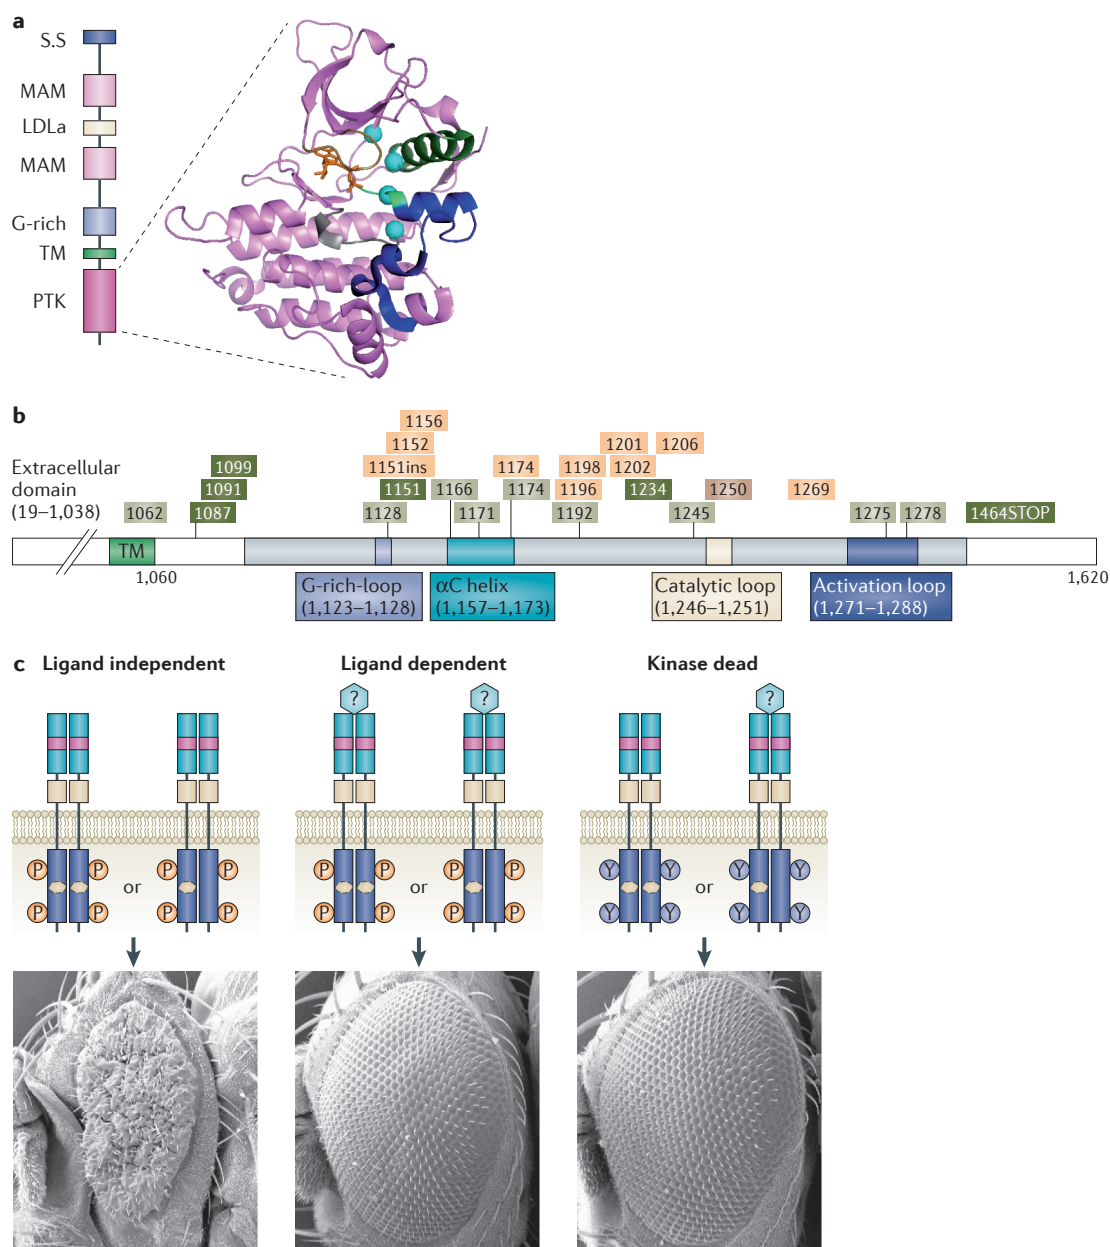 a
S.S
MAM
LDLa
MAM
G-rich
TM
PTK
b
1156
1152
1201
1206
Extracellular
domain
(19–1,038)
1099
1151ins
1174
1198
1202
1091
1151
1166
1174
1196
1234
1250
1269
1062
1087
1128
1171
1192
1245
1275
1278
1464STOP
TM
1,060
1,620
G-rich-loop
(1,123–1,128)
αC helix
(1,157–1,173)
Catalytic loop
(1,246–1,251)
Activation loop
(1,271–1,288)
c Ligand independent
Ligand dependent
Kinase dead
? ? ?
P P P P P P P P Y Y Y Y
or or or
P P P P P P P P Y Y Y Y